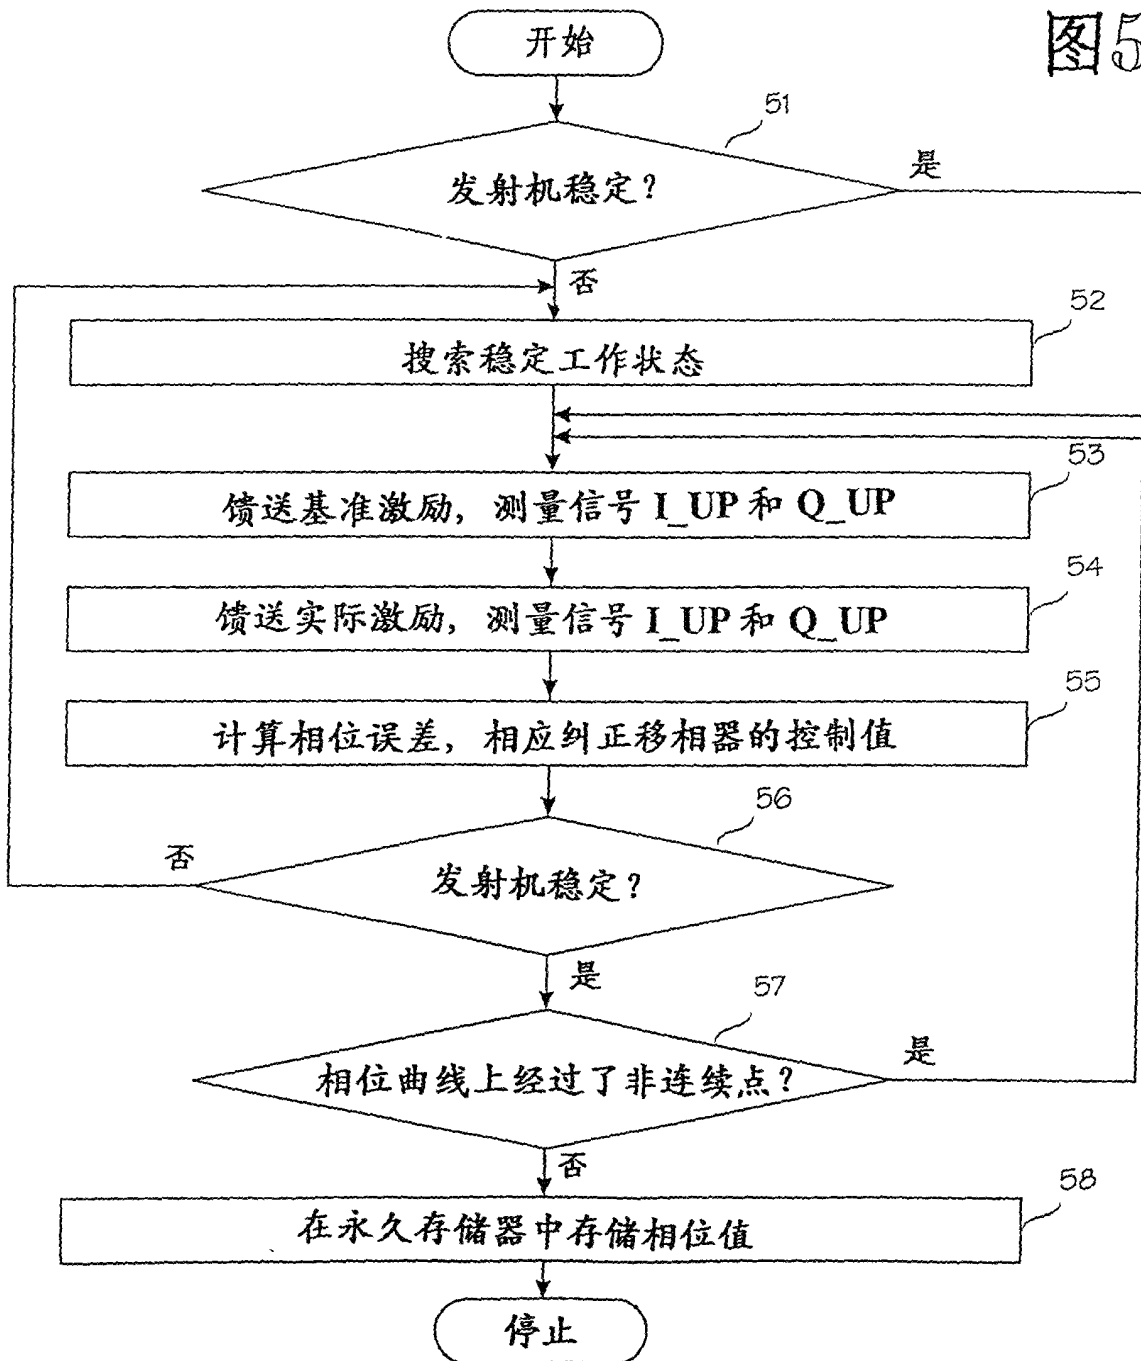 图5
开始
51
发射机稳定？
是
否
52
搜索稳定工作状态
53
馈送基准激励，测量信号 I_UP 和 Q_UP
54
馈送实际激励，测量信号 I_UP 和 Q_UP
55
计算相位误差，相应纠正移相器的控制值
56
否
发射机稳定？
是
57
相位曲线上经过了非连续点？
是
否
58
在永久存储器中存储相位值
停止